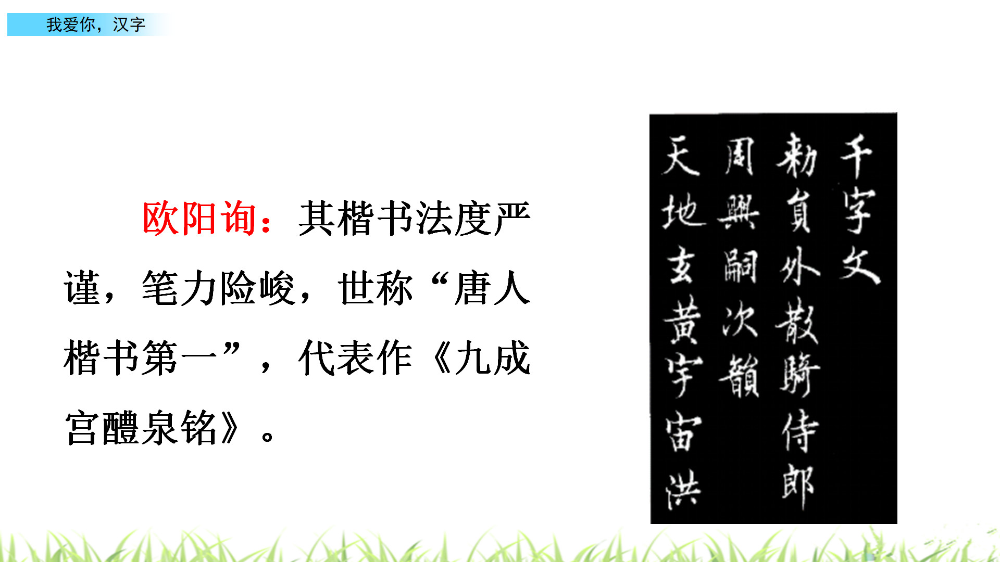 我爱你，汉字
欧阳询：其楷书法度严
谨，笔力险峻，世称“唐人
楷书第一”，代表作《九成
宫醴泉铭》。
千字文
勑員外散騎侍郎
周興嗣次韻
天地玄黃宇宙洪